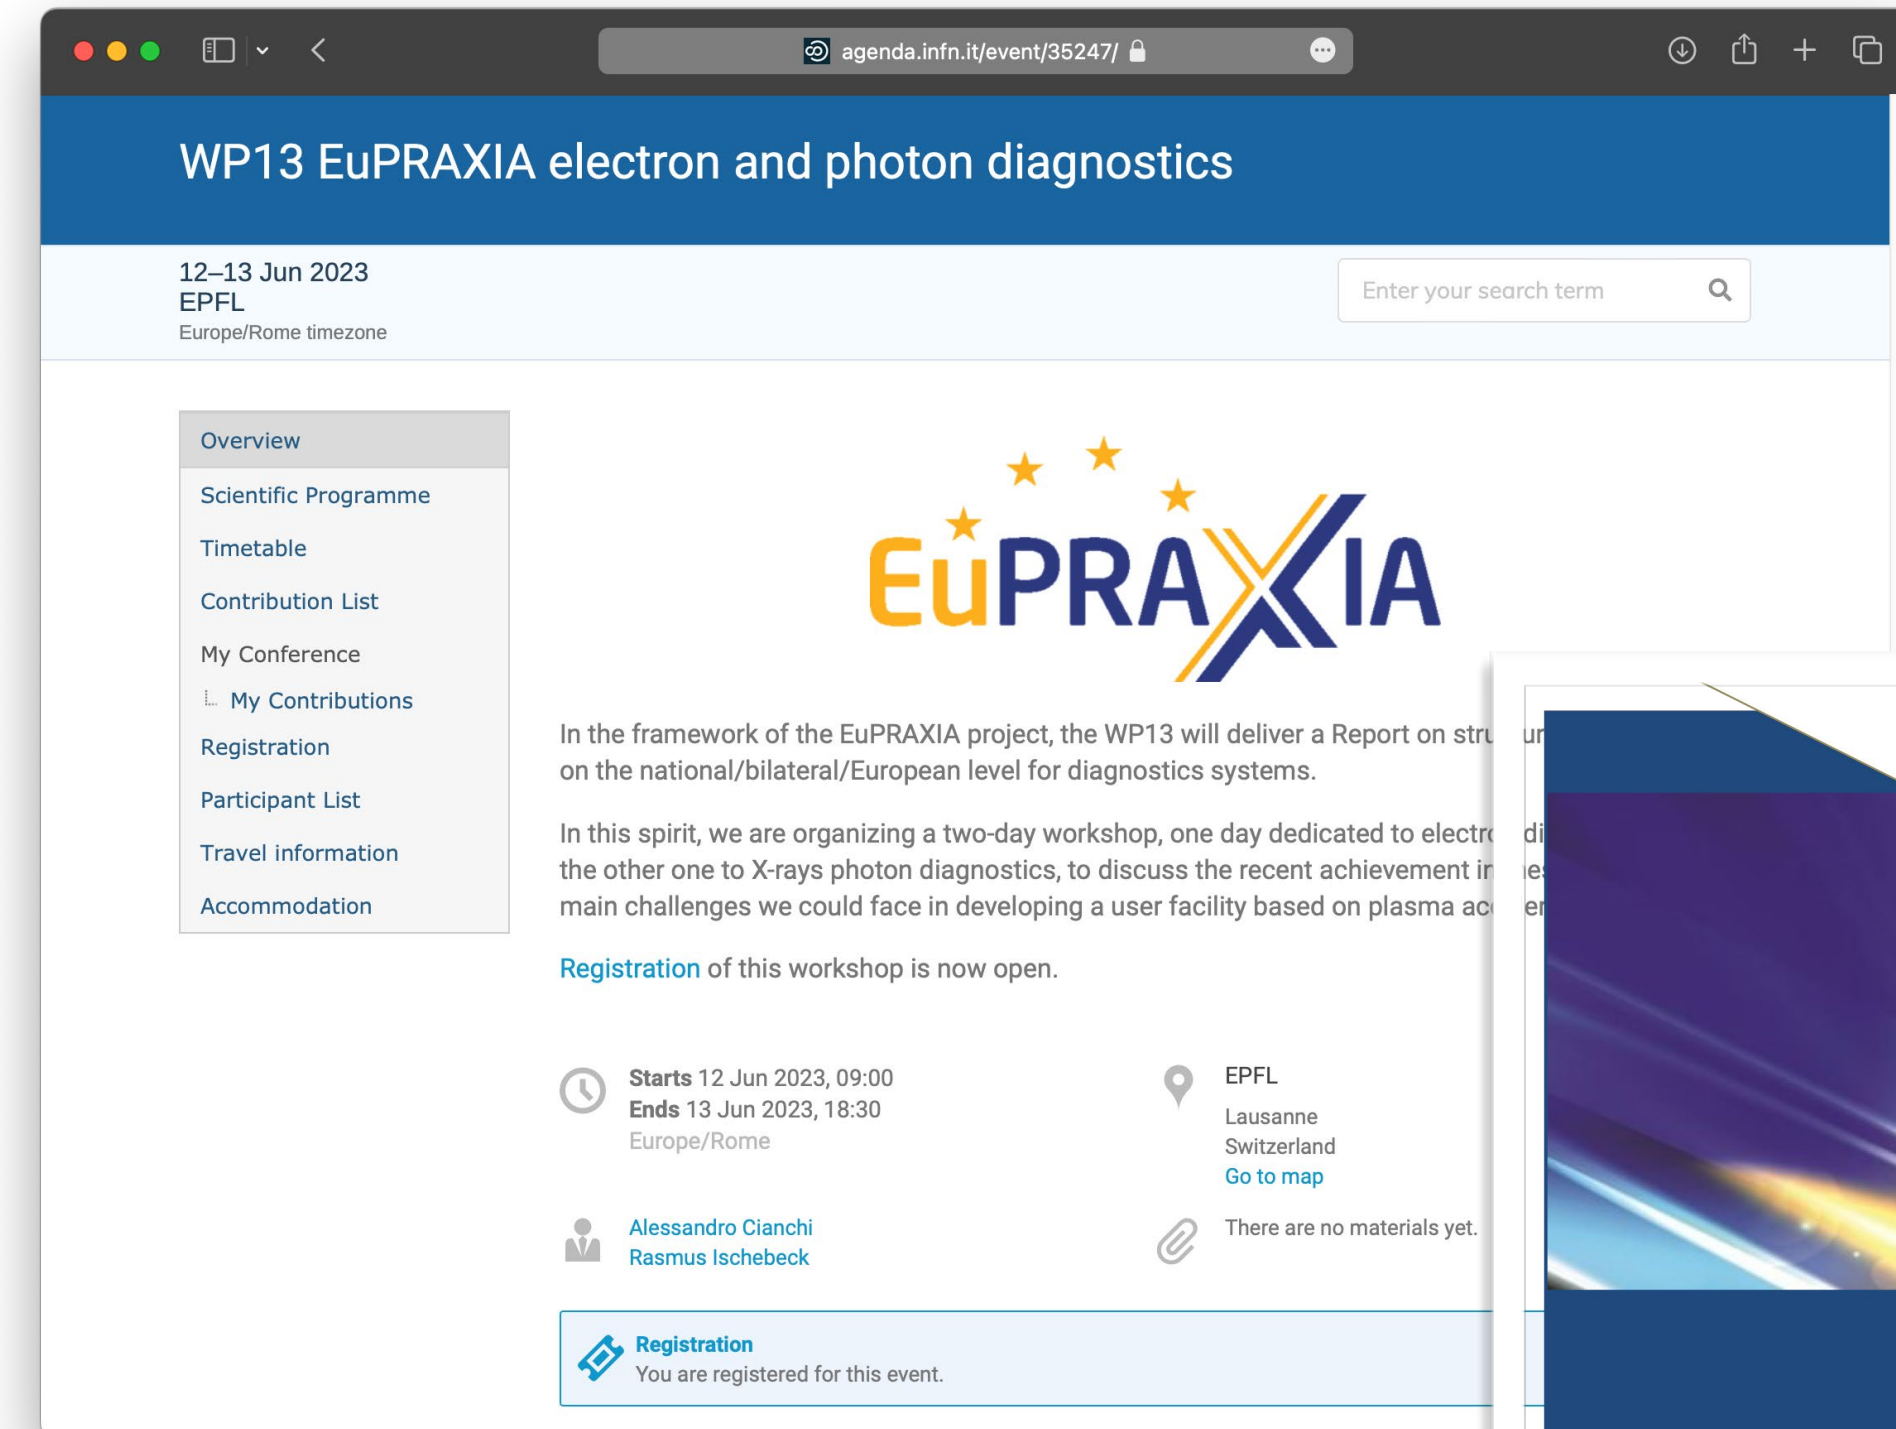 agenda.infn.it/event/35247/
WP13 EuPRAXIA electron and photon diagnostics
12–13 Jun 2023
EPFL
Europe/Rome timezone
Enter your search term
Overview
Scientific Programme
Timetable
Contribution List
My Conference
My Contributions
Registration
Participant List
Travel information
Accommodation
EuPRAXIA
In the framework of the EuPRAXIA project, the WP13 will deliver a Report on
on the national/bilateral/European level for diagnostics systems.
In this spirit, we are organizing a two-day workshop, one day dedicated to
the other one to X-rays photon diagnostics, to discuss the recent achievement
main challenges we could face in developing a user facility based on plasma
Registration of this workshop is now open.
Starts 12 Jun 2023, 09:00
Ends 13 Jun 2023, 18:30
Europe/Rome
EPFL
Lausanne
Switzerland
Go to map
Alessandro Cianchi
Rasmus Ischebeck
There are no materials yet.
Registration
You are registered for this event.